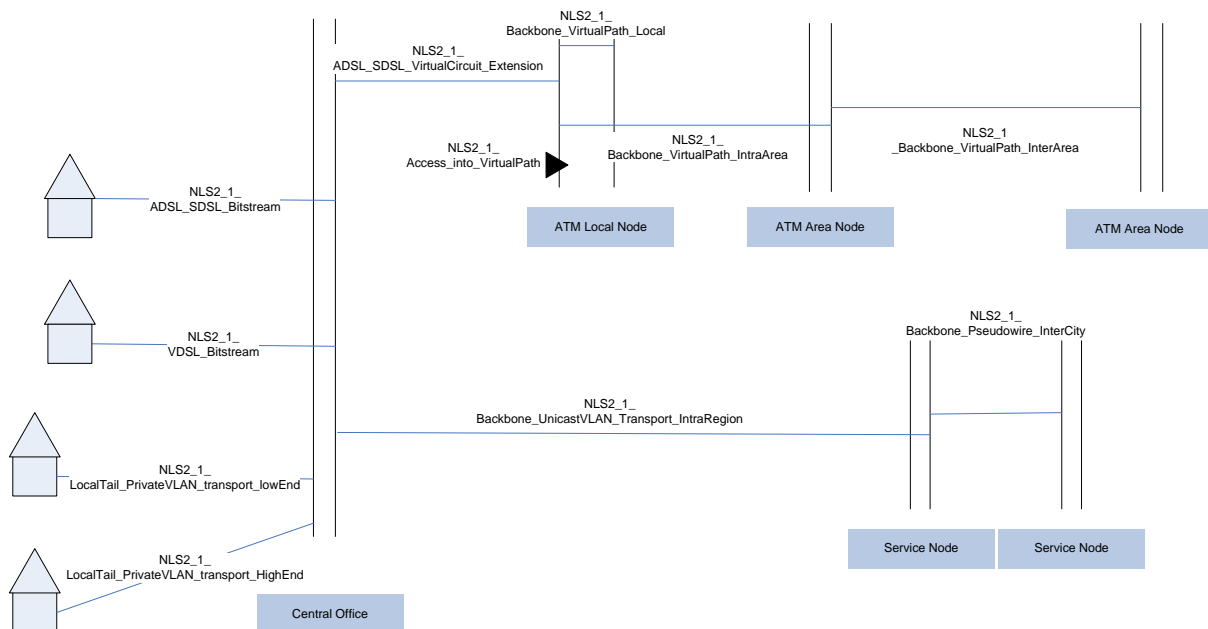 NLS2_1_
Backbone_VirtualPath_Local
NLS2_1_
ADSL_SDSL_VirtualCircuit_Extension
NLS2_1_
Access_into_VirtualPath
NLS2_1_
Backbone_VirtualPath_IntraArea
NLS2_1
_Backbone_VirtualPath_InterArea
NLS2_1_
ADSL_SDSL_Bitstream
ATM Local Node
ATM Area Node
ATM Area Node
NLS2_1_
VDSL_Bitstream
NLS2_1_
Backbone_Pseudowire_InterCity
NLS2_1_
Backbone_UnicastVLAN_Transport_IntraRegion
NLS2_1_
LocalTail_PrivateVLAN_transport_lowEnd
Service Node
Service Node
NLS2_1_
LocalTail_PrivateVLAN_transport_HighEnd
Central Office